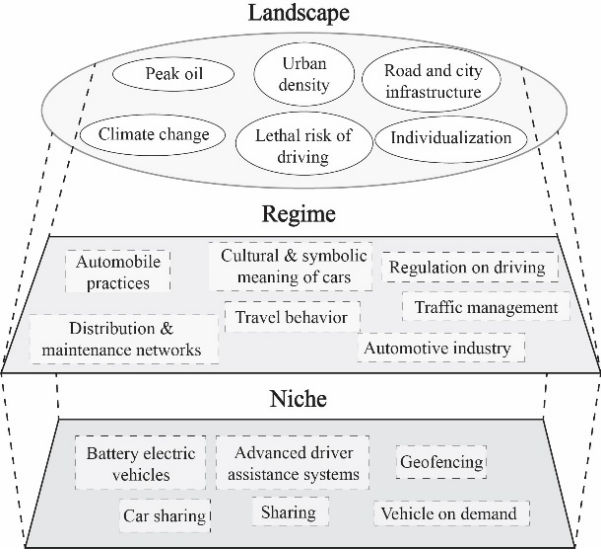 Landscape
Peak oil
Urban
density
Road and city
infrastructure
Climate change
Lethal risk of
driving
Individualization
Regime
Automobile
practices
Cultural & symbolic
meaning of cars
Regulation on driving
Distribution &
maintenance networks
Travel behavior
Traffic management
Automotive industry
Niche
Battery electric
vehicles
Advanced driver
assistance systems
Geofencing
Car sharing
Sharing
Vehicle on demand